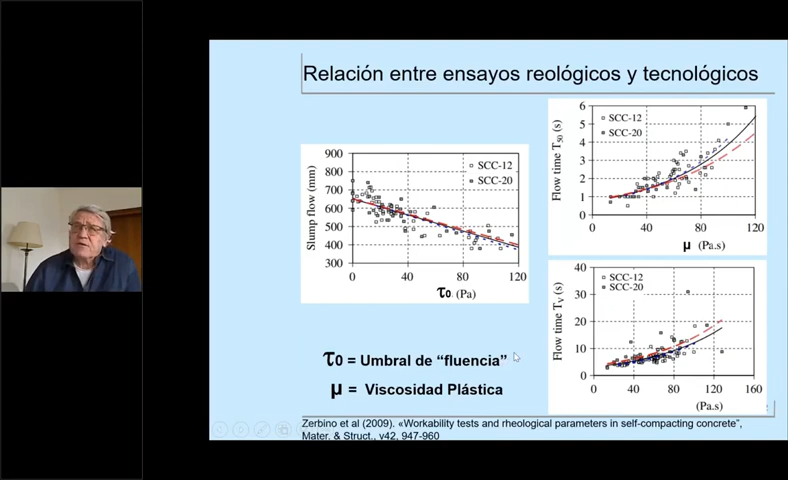 Relación entre ensayos reológicos y tecnológicos
900
800
700
600
500
400
300
0
40
80
120
Slump flow (mm)
SCC-12
SCC-20
τ0 (Pa)
6
5
4
3
2
1
0
0
40
80
120
Flow time T50 (s)
SCC-12
SCC-20
μ (Pa.s)
40
30
20
10
0
0
40
80
120
160
Flow time TV (s)
SCC-12
SCC-20
(Pa.s)
τ0 = Umbral de “fluencia”
μ = Viscosidad Plástica
Zerbino et al (2009). «Workability tests and rheological parameters in self-compacting concrete”,
Mater. & Struct., v42, 947-960